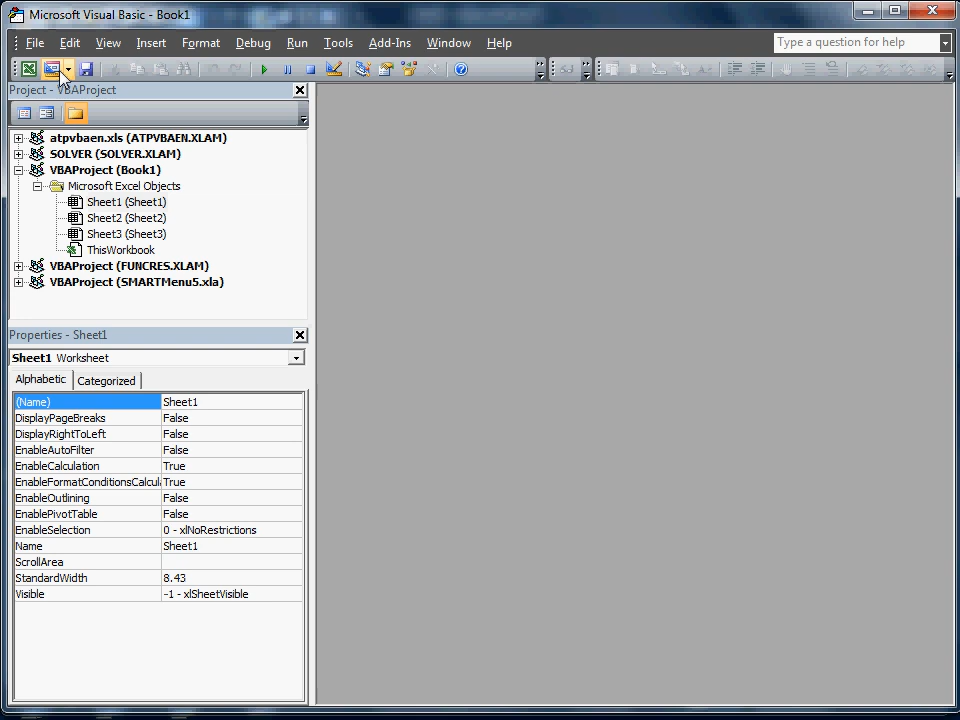 Microsoft Visual Basic - Book1
File Edit View Insert Format Debug Run Tools Add-Ins Window Help
Type a question for help
Project - VBAProject
atpvbaen.xls (ATPVBAEN.XLAM)
SOLVER (SOLVER.XLAM)
VBAProject (Book1)
Microsoft Excel Objects
Sheet1 (Sheet1)
Sheet2 (Sheet2)
Sheet3 (Sheet3)
ThisWorkbook
VBAProject (FUNCRES.XLAM)
VBAProject (SMARTMenu5.xla)
Properties - Sheet1
Sheet1 Worksheet
Alphabetic Categorized
(Name) Sheet1
DisplayPageBreaks False
DisplayRightToLeft False
EnableAutoFilter False
EnableCalculation True
EnableFormatConditionsCalcula True
EnableOutlining False
EnablePivotTable False
EnableSelection 0 - xlNoRestrictions
Name Sheet1
ScrollArea
StandardWidth 8.43
Visible -1 - xlSheetVisible